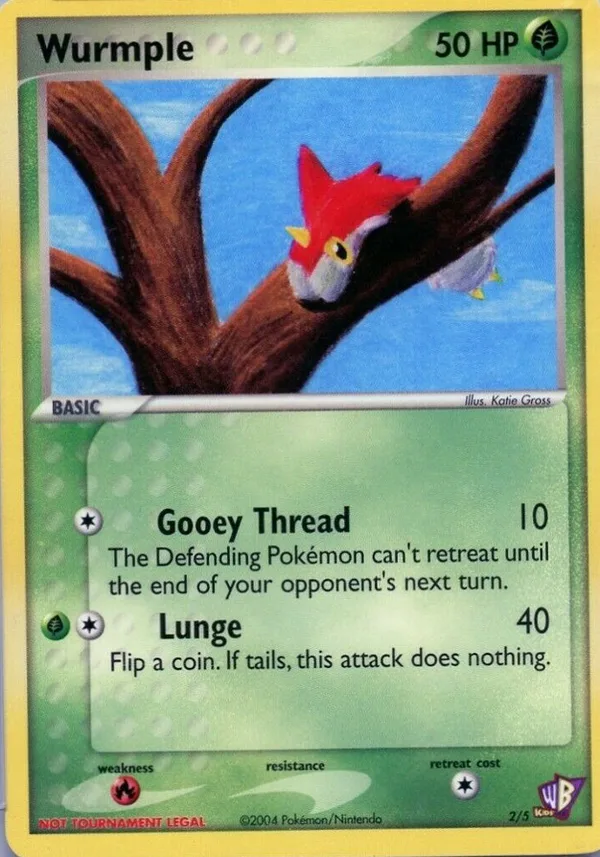 Wurmple 50 HP
BASIC
Illus. Katie Gross
Gooey Thread 10
The Defending Pokémon can't retreat until
the end of your opponent's next turn.
Lunge 40
Flip a coin. If tails, this attack does nothing.
weakness resistance retreat cost
2/5 WB Kids
NOT TOURNAMENT LEGAL ©2004 Pokémon/Nintendo